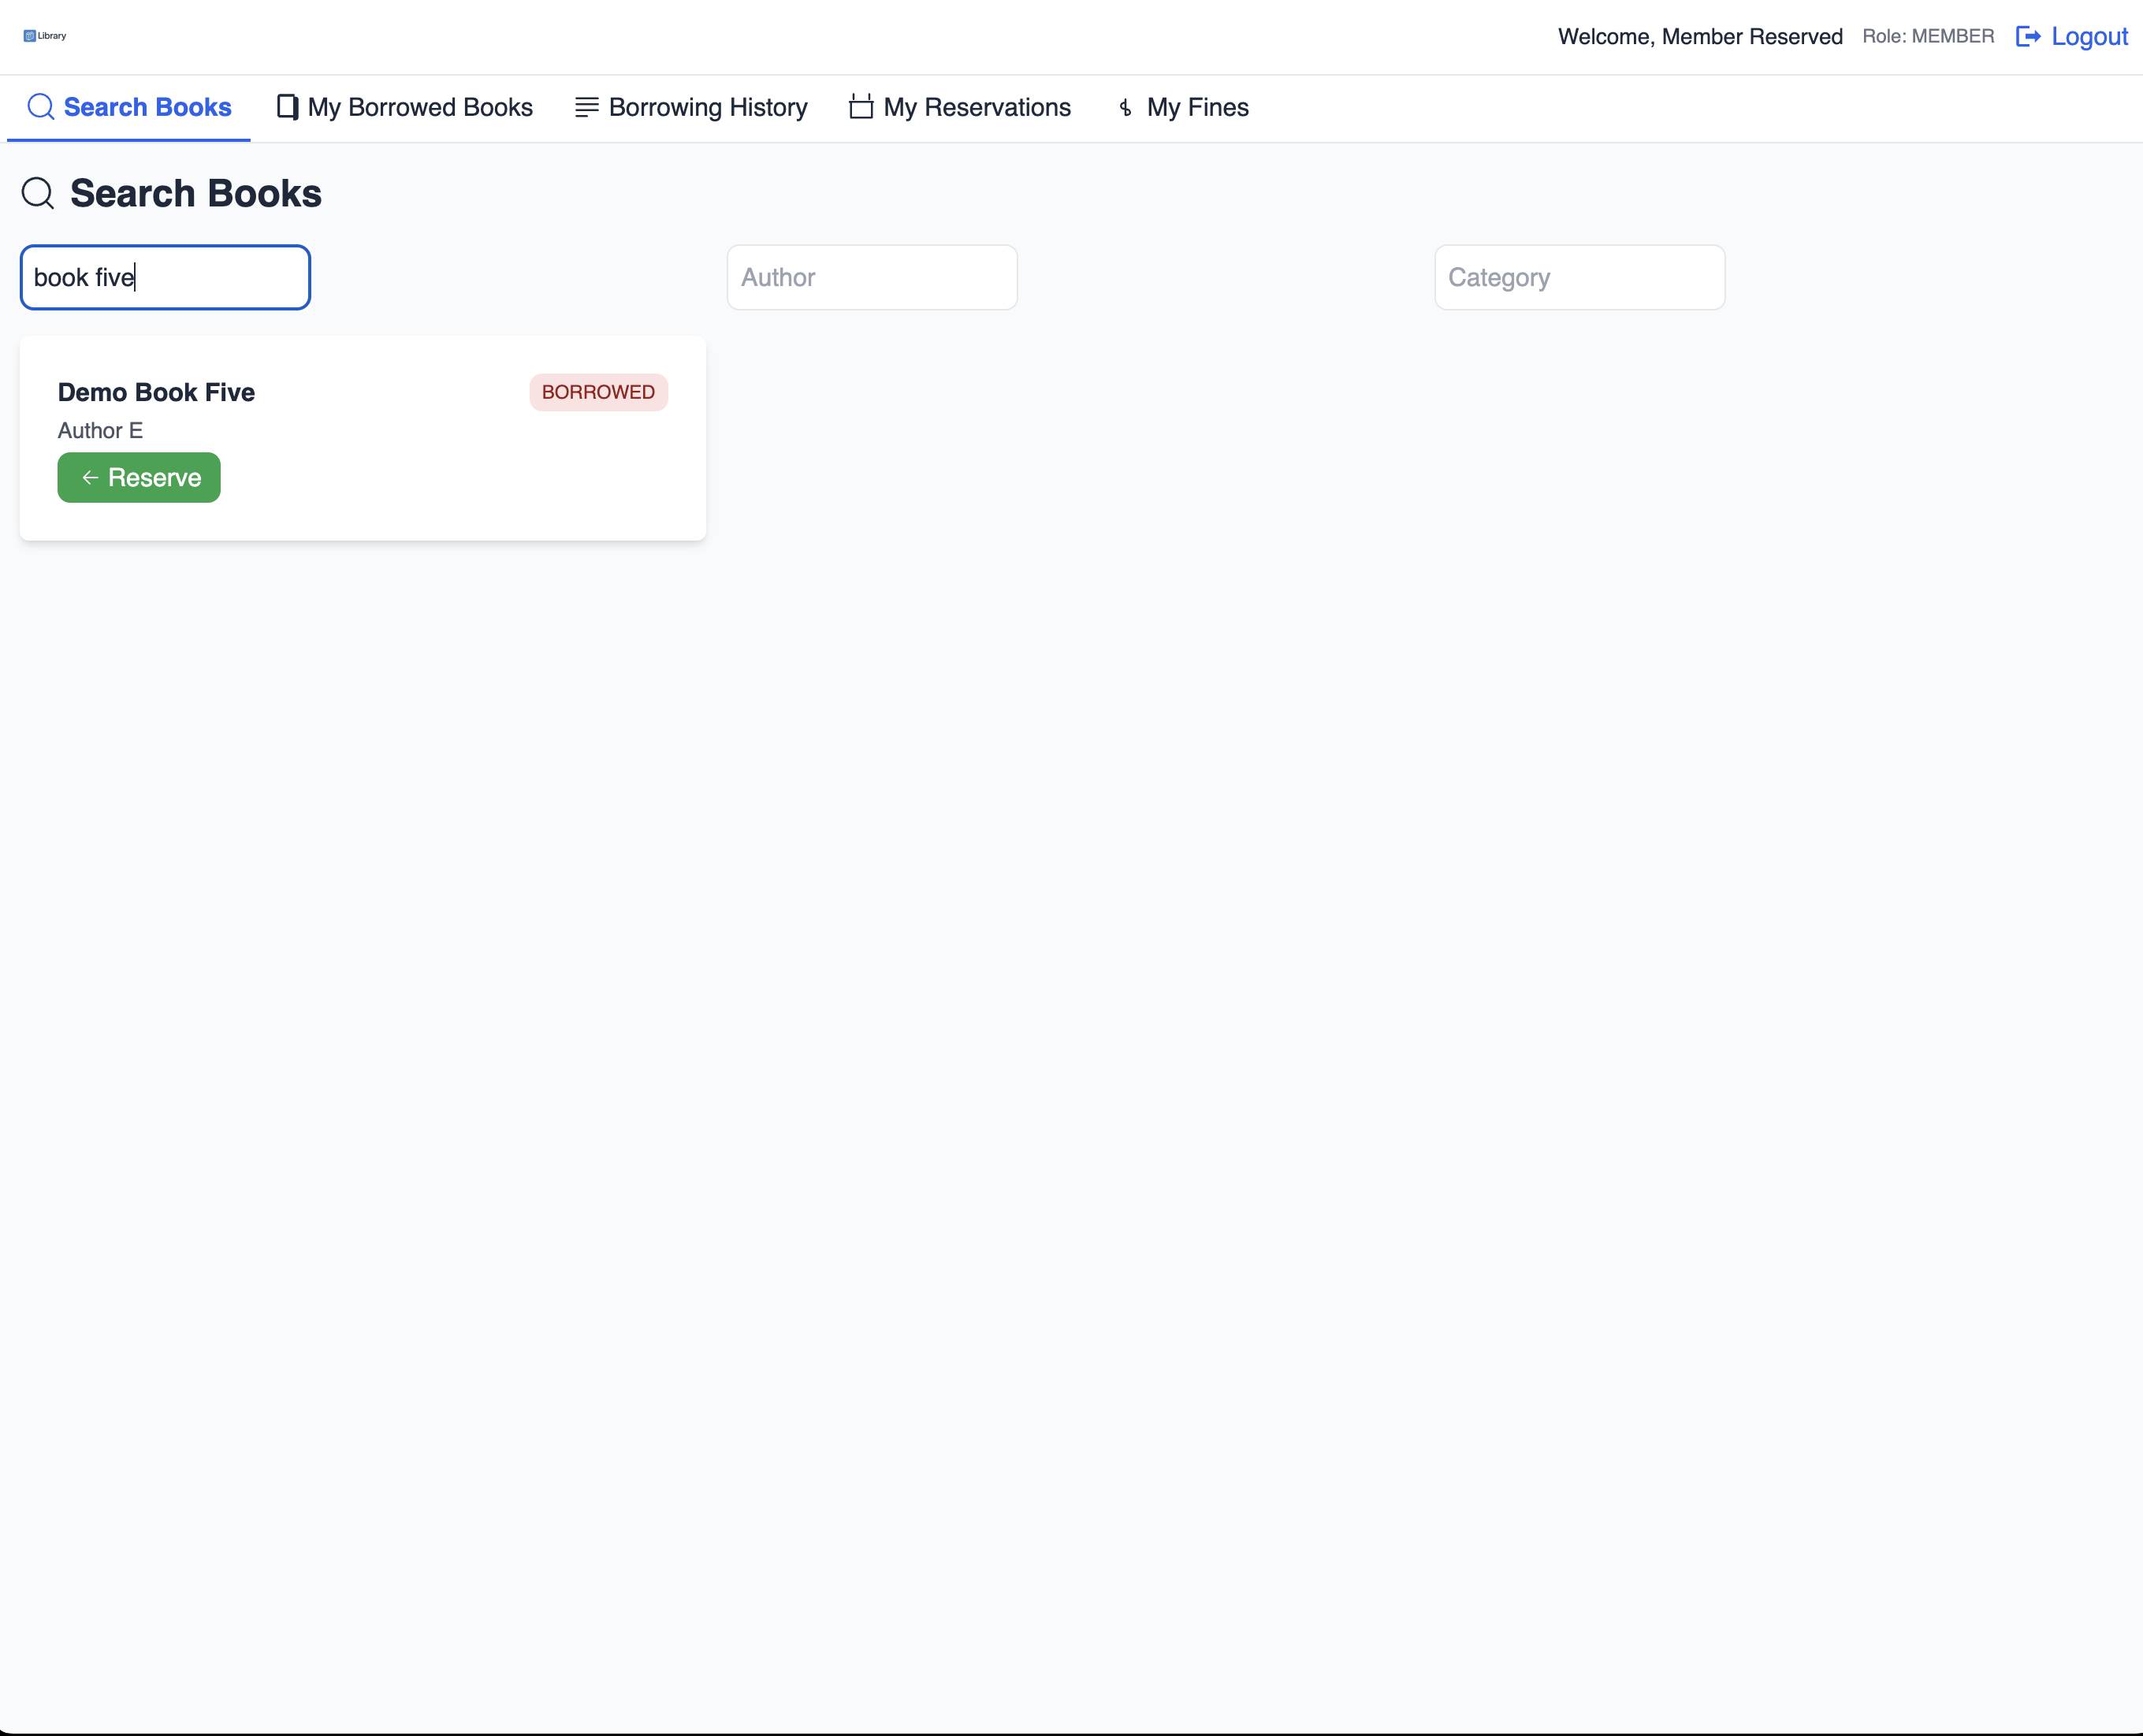 Library
Welcome, Member Reserved Role: MEMBER Logout
Search Books My Borrowed Books Borrowing History My Reservations My Fines
Search Books
book five Author Category
Demo Book Five BORROWED
Author E
Reserve